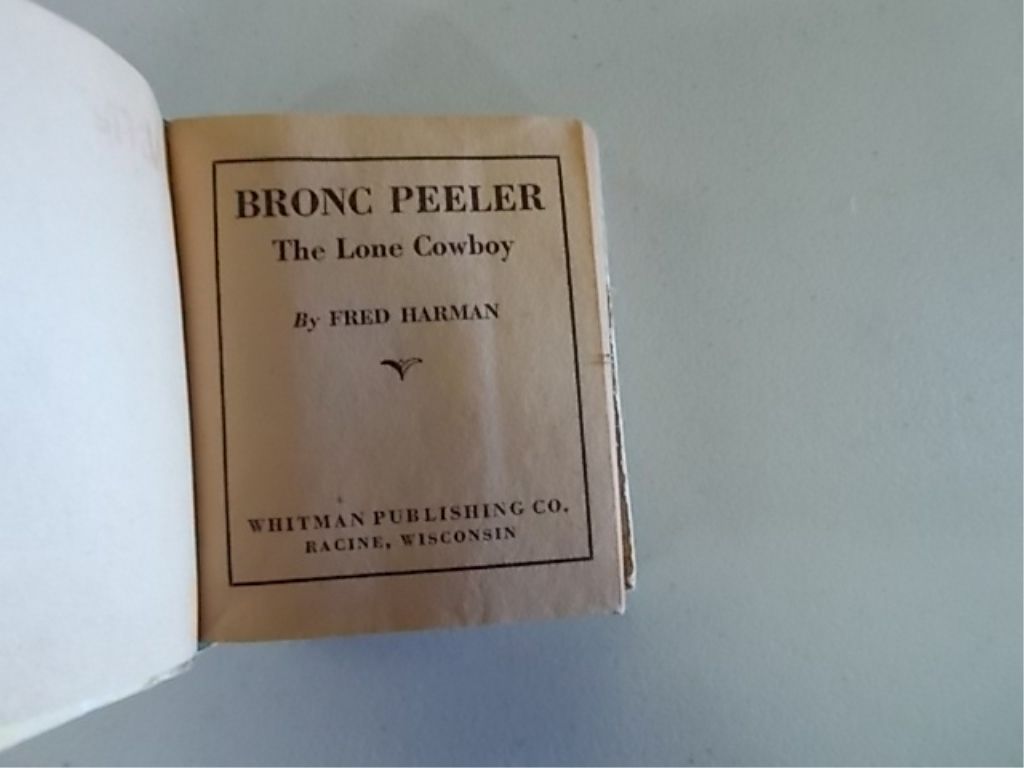 BRONC PEELER
The Lone Cowboy
By FRED HARMAN
WHITMAN PUBLISHING CO.
RACINE, WISCONSIN